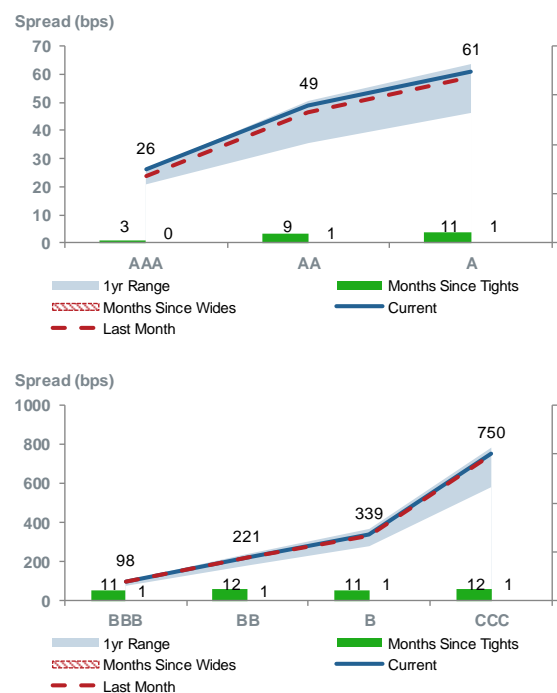 Spread (bps)
70
60
50
40
30
20
10
0
26
49
61
3
0
9
1
11
1
AAA
AA
A
1yr Range
Months Since Tights
Months Since Wides
Current
Last Month
Spread (bps)
1000
800
600
400
200
0
98
221
339
750
11
1
12
1
11
1
12
1
BBB
BB
B
CCC
1yr Range
Months Since Tights
Months Since Wides
Current
Last Month